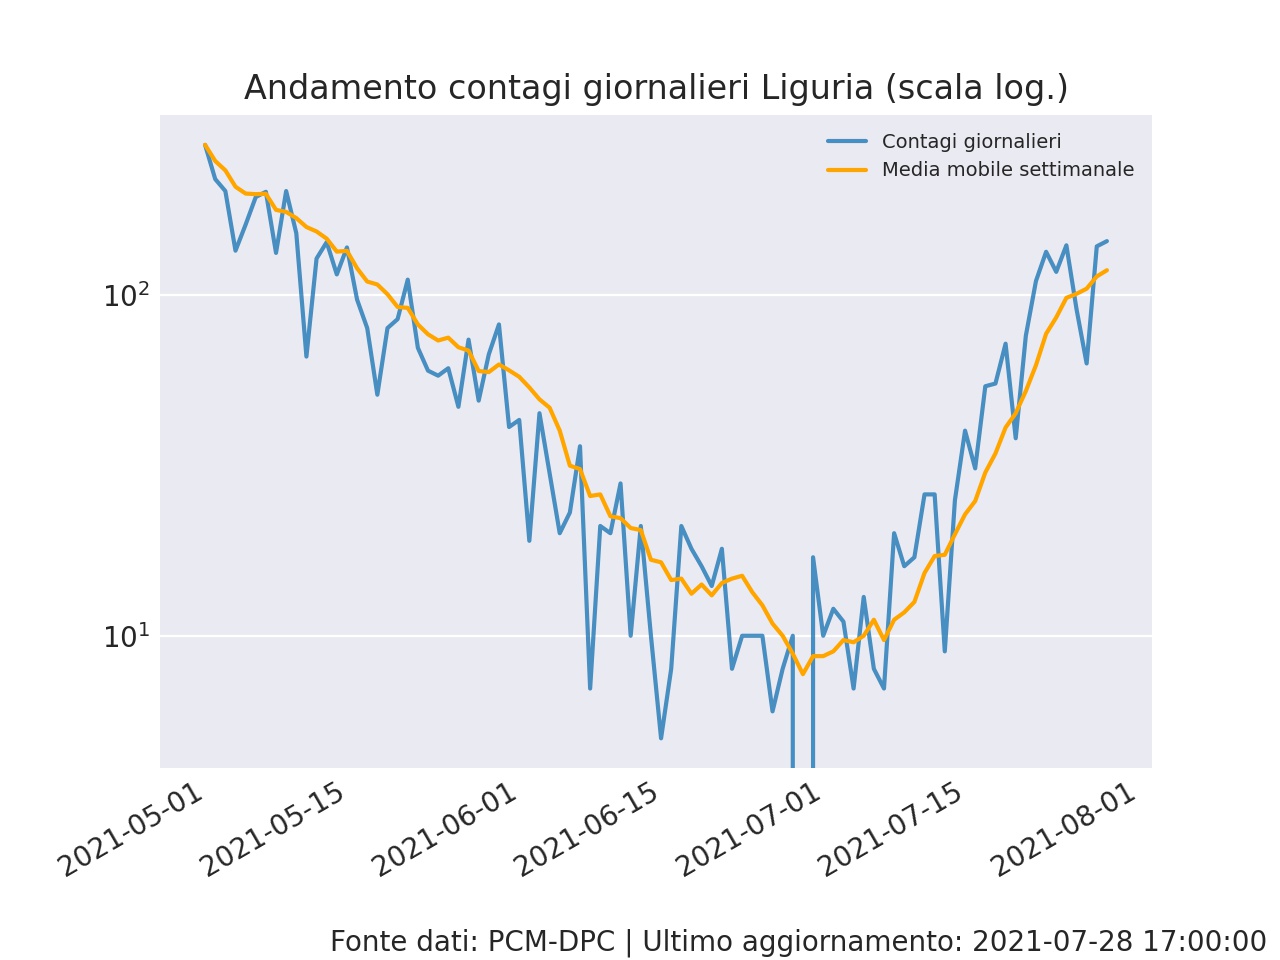 Andamento contagi giornalieri Liguria (scala log.)
Contagi giornalieri
Media mobile settimanale
10²
10¹
2021-05-01
2021-05-15
2021-06-01
2021-06-15
2021-07-01
2021-07-15
2021-08-01
Fonte dati: PCM-DPC | Ultimo aggiornamento: 2021-07-28 17:00:00